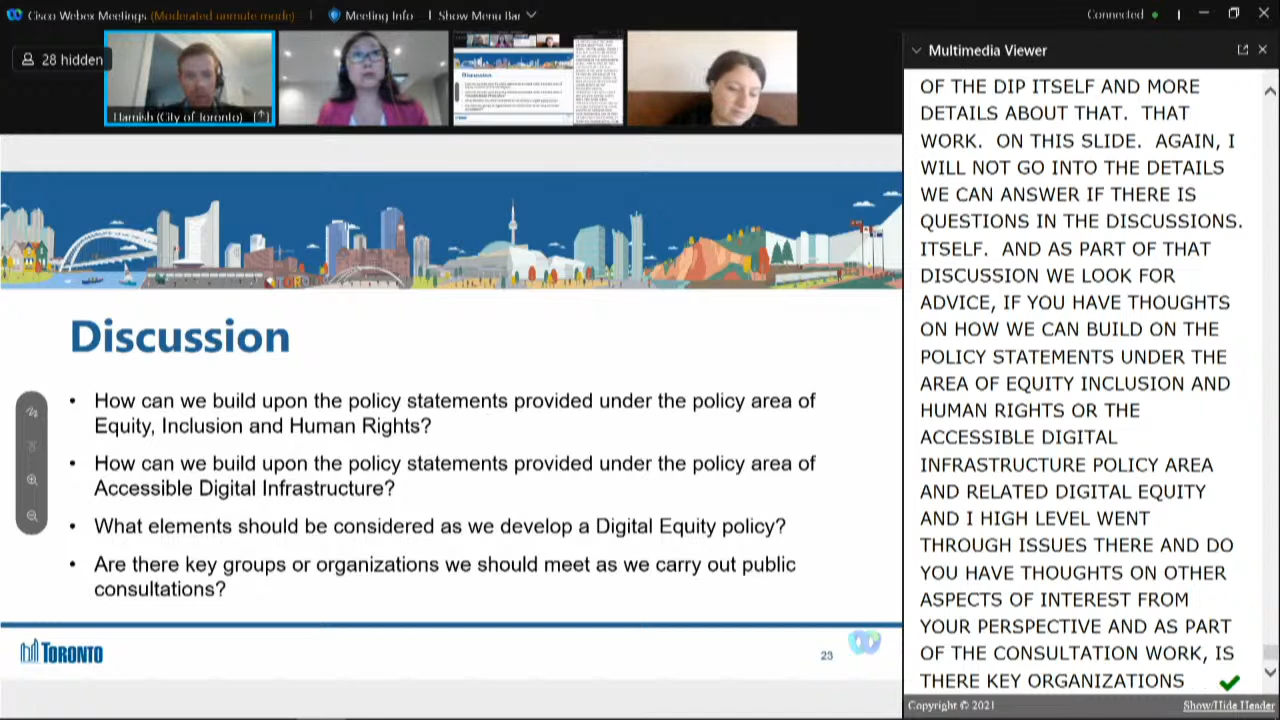 Cisco Webex Meetings (Moderated unmute mode) | Meeting Info | Show Menu Bar
Connected
28 hidden
Hamish (City of Toronto)
Discussion
Discussion
• How can we build upon the policy statements provided under the policy area of
Equity, Inclusion and Human Rights?
• How can we build upon the policy statements provided under the policy area of
Accessible Digital Infrastructure?
• What elements should be considered as we develop a Digital Equity policy?
• Are there key groups or organizations we should meet as we carry out public
consultations?
TORONTO
23
Multimedia Viewer
OF THE DIP ITSELF AND MORE
DETAILS ABOUT THAT. THAT
WORK. ON THIS SLIDE. AGAIN, I
WILL NOT GO INTO THE DETAILS
WE CAN ANSWER IF THERE IS
QUESTIONS IN THE DISCUSSIONS.
ITSELF. AND AS PART OF THAT
DISCUSSION WE LOOK FOR
ADVICE, IF YOU HAVE THOUGHTS
ON HOW WE CAN BUILD ON THE
POLICY STATEMENTS UNDER THE
AREA OF EQUITY INCLUSION AND
HUMAN RIGHTS OR THE
ACCESSIBLE DIGITAL
INFRASTRUCTURE POLICY AREA
AND RELATED DIGITAL EQUITY
AND I HIGH LEVEL WENT
THROUGH ISSUES THERE AND DO
YOU HAVE THOUGHTS ON OTHER
ASPECTS OF INTEREST FROM
YOUR PERSPECTIVE AND AS PART
OF THE CONSULTATION WORK, IS
THERE KEY ORGANIZATIONS
Copyright © 2021
Show/Hide Header